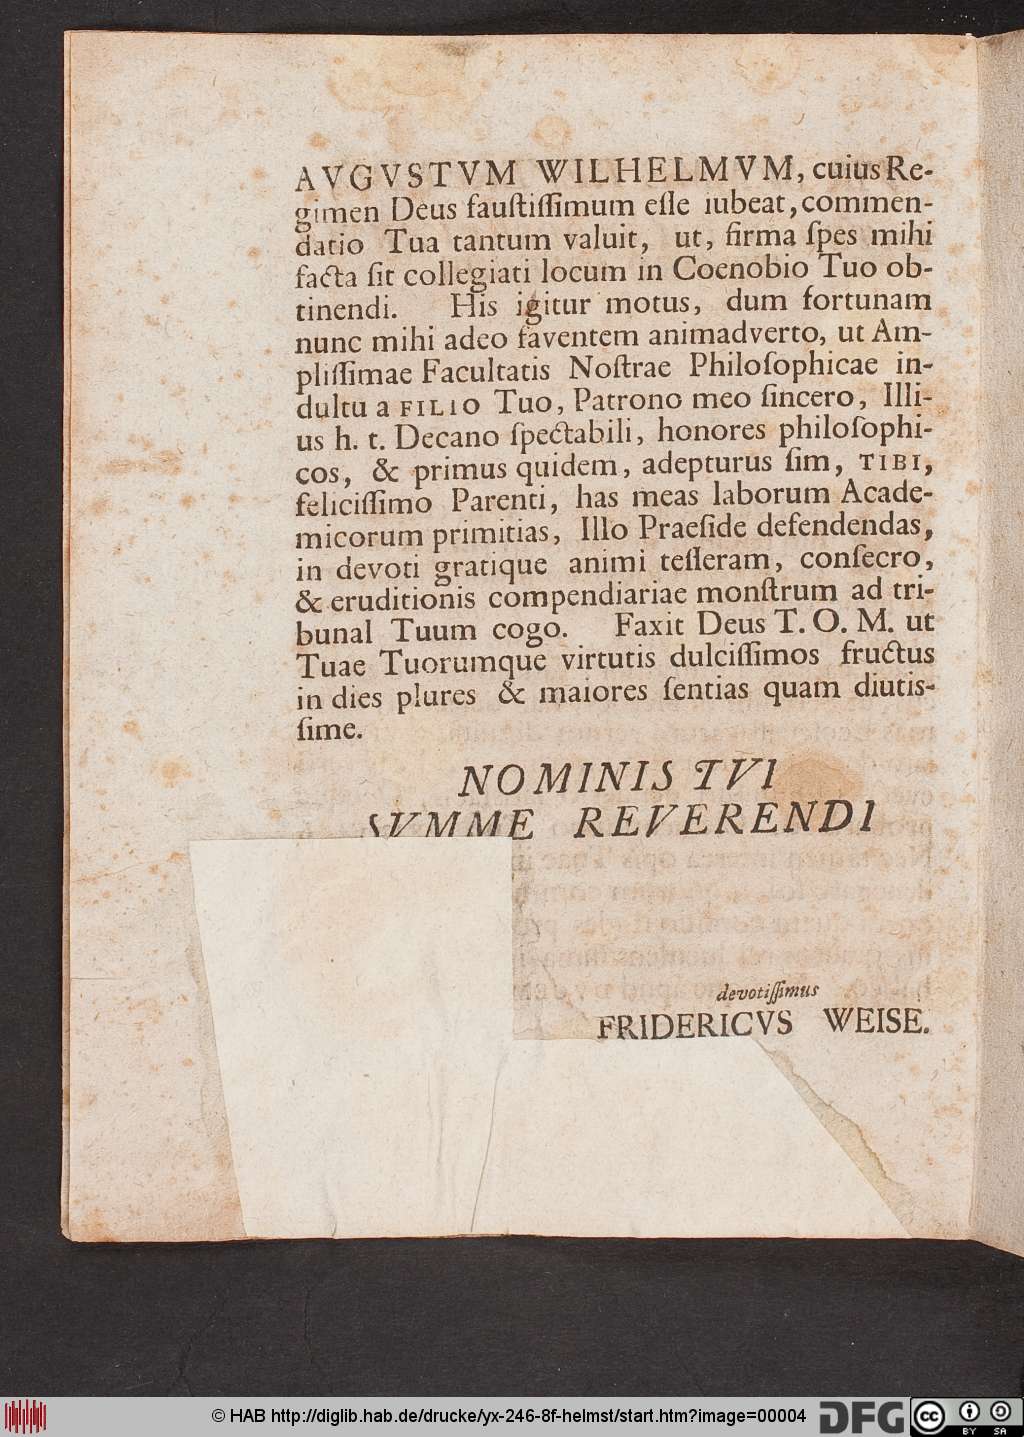 AVGVSTVM WILHELMVM, cuius Re-
gimen Deus fauſtiſſimum eſſe iubeat, commen-
datio Tua tantum valuit, ut, firma ſpes mihi
facta ſit collegiati locum in Coenobio Tuo ob-
tinendi. His igitur motus, dum fortunam
nunc mihi adeo faventem animadverto, ut Am-
pliſſimae Facultatis Noſtrae Philoſophicae in-
dultu a FILIO Tuo, Patrono meo ſincero, Illi-
us h. t. Decano ſpectabili, honores philoſophi-
cos, & primus quidem, adepturus ſim, TIBI,
feliciſſimo Parenti, has meas laborum Acade-
micorum primitias, Illo Praeſide defendendas,
in devoti gratique animi teſſeram, conſecro,
& eruditionis compendiariae monſtrum ad tri-
bunal Tuum cogo. Faxit Deus T. O. M. ut
Tuae Tuorumque virtutis dulciſſimos fructus
in dies plures & maiores ſentias quam diutis-
ſime.
NOMINIS TVI
SVMME REVERENDI
devotiſſimus
FRIDERICVS WEISE.
© HAB http://diglib.hab.de/drucke/yx-246-8f-helmst/start.htm?image=00004
DFG
cc BY SA